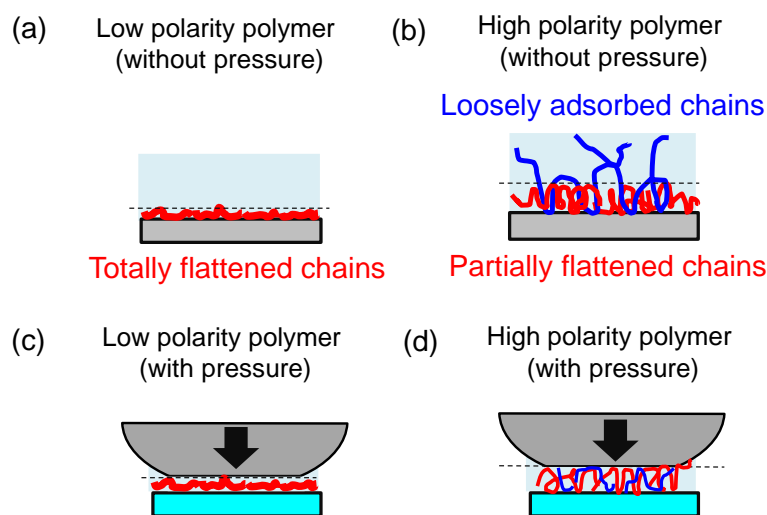 (a)
Low polarity polymer
(without pressure)
Totally flattened chains
(b)
High polarity polymer
(without pressure)
Loosely adsorbed chains
Partially flattened chains
(c)
Low polarity polymer
(with pressure)
(d)
High polarity polymer
(with pressure)